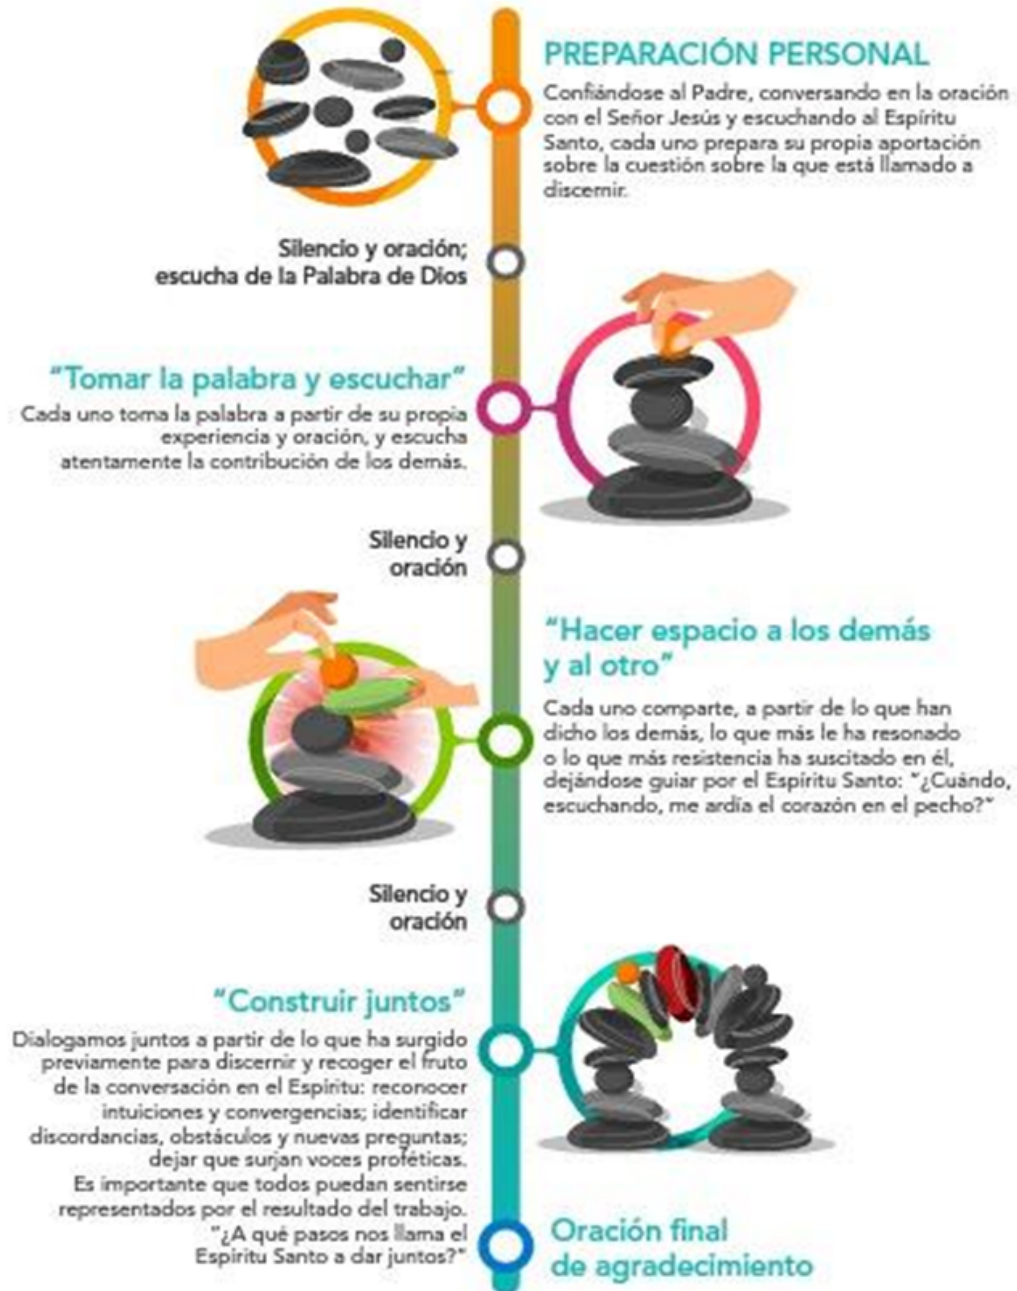 PREPARACIÓN PERSONAL
Confiándose al Padre, conversando en la oración
con el Señor Jesús y escuchando al Espíritu
Santo, cada uno prepara su propia aportación
sobre la cuestión sobre la que está llamado a
discernir.
Silencio y oración;
escucha de la Palabra de Dios
“Tomar la palabra y escuchar”
Cada uno toma la palabra a partir de su propia
experiencia y oración, y escucha
atentamente la contribución de los demás.
Silencio y
oración
“Hacer espacio a los demás
y al otro”
Cada uno comparte, a partir de lo que han
dicho los demás, lo que más le ha resonado
o lo que más resistencia ha suscitado en él,
dejándose guiar por el Espíritu Santo: “¿Cuándo,
escuchando, me ardía el corazón en el pecho?”
Silencio y
oración
“Construir juntos”
Dialogamos juntos a partir de lo que ha surgido
previamente para discernir y recoger el fruto
de la conversación en el Espíritu: reconocer
intuiciones y convergencias; identificar
discordancias, obstáculos y nuevas preguntas;
dejar que surjan voces proféticas.
Es importante que todos puedan sentirse
representados por el resultado del trabajo.
“¿A qué pasos nos llama el
Espíritu Santo a dar juntos?”
Oración final
de agradecimiento